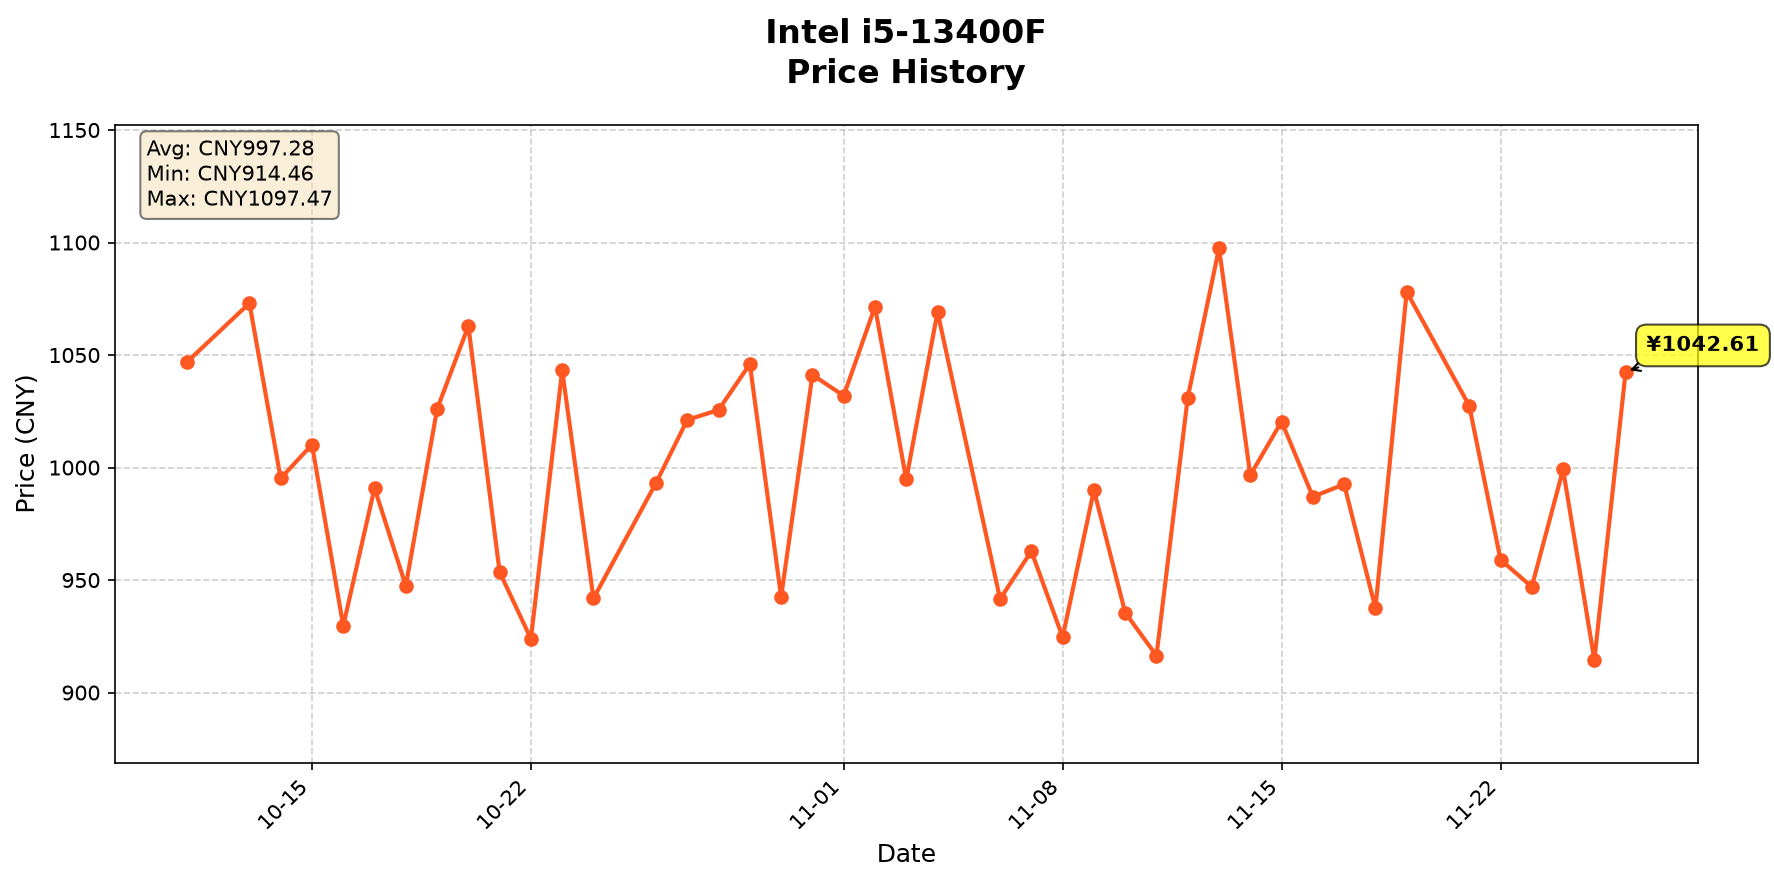 Intel i5-13400F
Price History
Avg: CNY997.28
Min: CNY914.46
Max: CNY1097.47
¥1042.61
1150
1100
1050
1000
950
900
Price (CNY)
10-15
10-22
11-01
11-08
11-15
11-22
Date